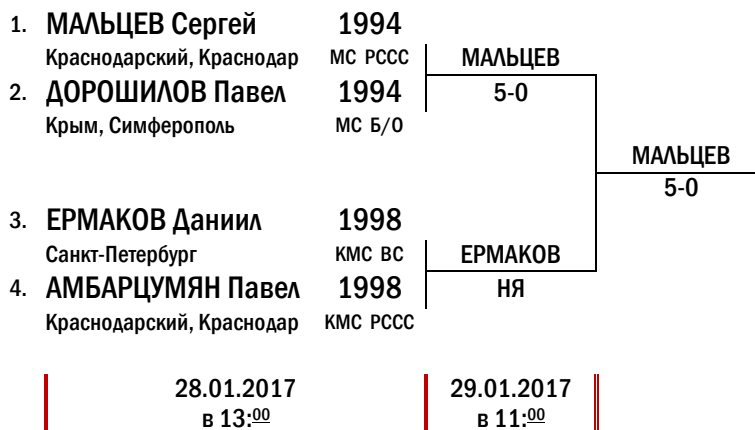 1. МАЛЬЦЕВ Сергей 1994
Краснодарский, Краснодар МС РССС
МАЛЬЦЕВ
2. ДОРОШИЛОВ Павел 1994
5-0
Крым, Симферополь МС Б/О
МАЛЬЦЕВ
5-0
3. ЕРМАКОВ Даниил 1998
Санкт-Петербург КМС ВС
ЕРМАКОВ
4. АМБАРЦУМЯН Павел 1998
НЯ
Краснодарский, Краснодар КМС РССС
28.01.2017
в 13:00
29.01.2017
в 11:00